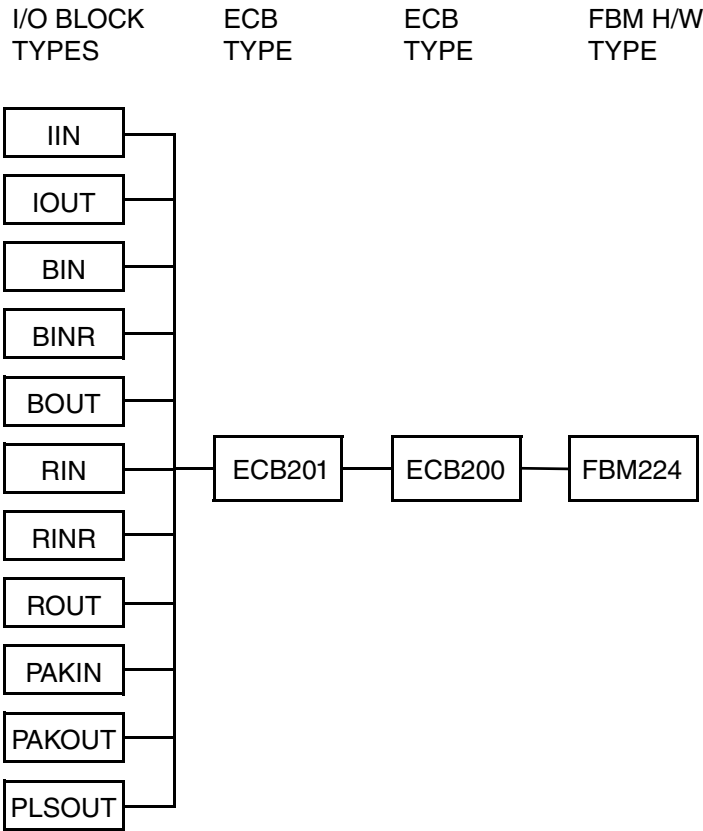 I/O BLOCK TYPES
ECB TYPE
ECB TYPE
FBM H/W TYPE
IIN
IOUT
BIN
BINR
BOUT
RIN
ECB201
ECB200
FBM224
RINR
ROUT
PAKIN
PAKOUT
PLSOUT